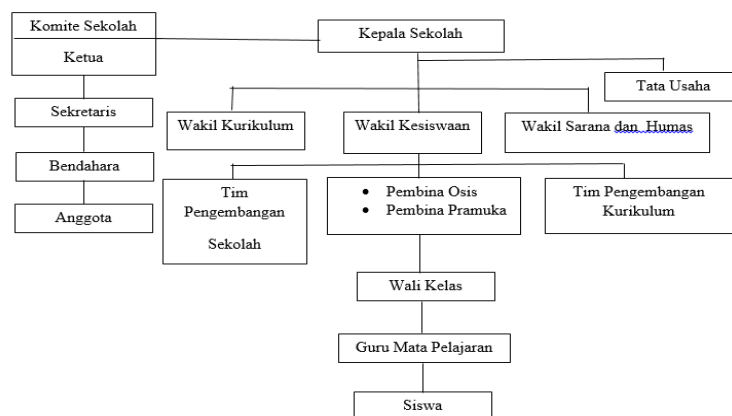 Komite Sekolah
Ketua
Kepala Sekolah
Tata Usaha
Sekretaris
Wakil Kurikulum
Wakil Kesiswaan
Wakil Sarana dan Humas
Bendahara
Anggota
Tim
Pengembangan
Sekolah
• Pembina Osis
• Pembina Pramuka
Tim Pengembangan
Kurikulum
Wali Kelas
Guru Mata Pelajaran
Siswa